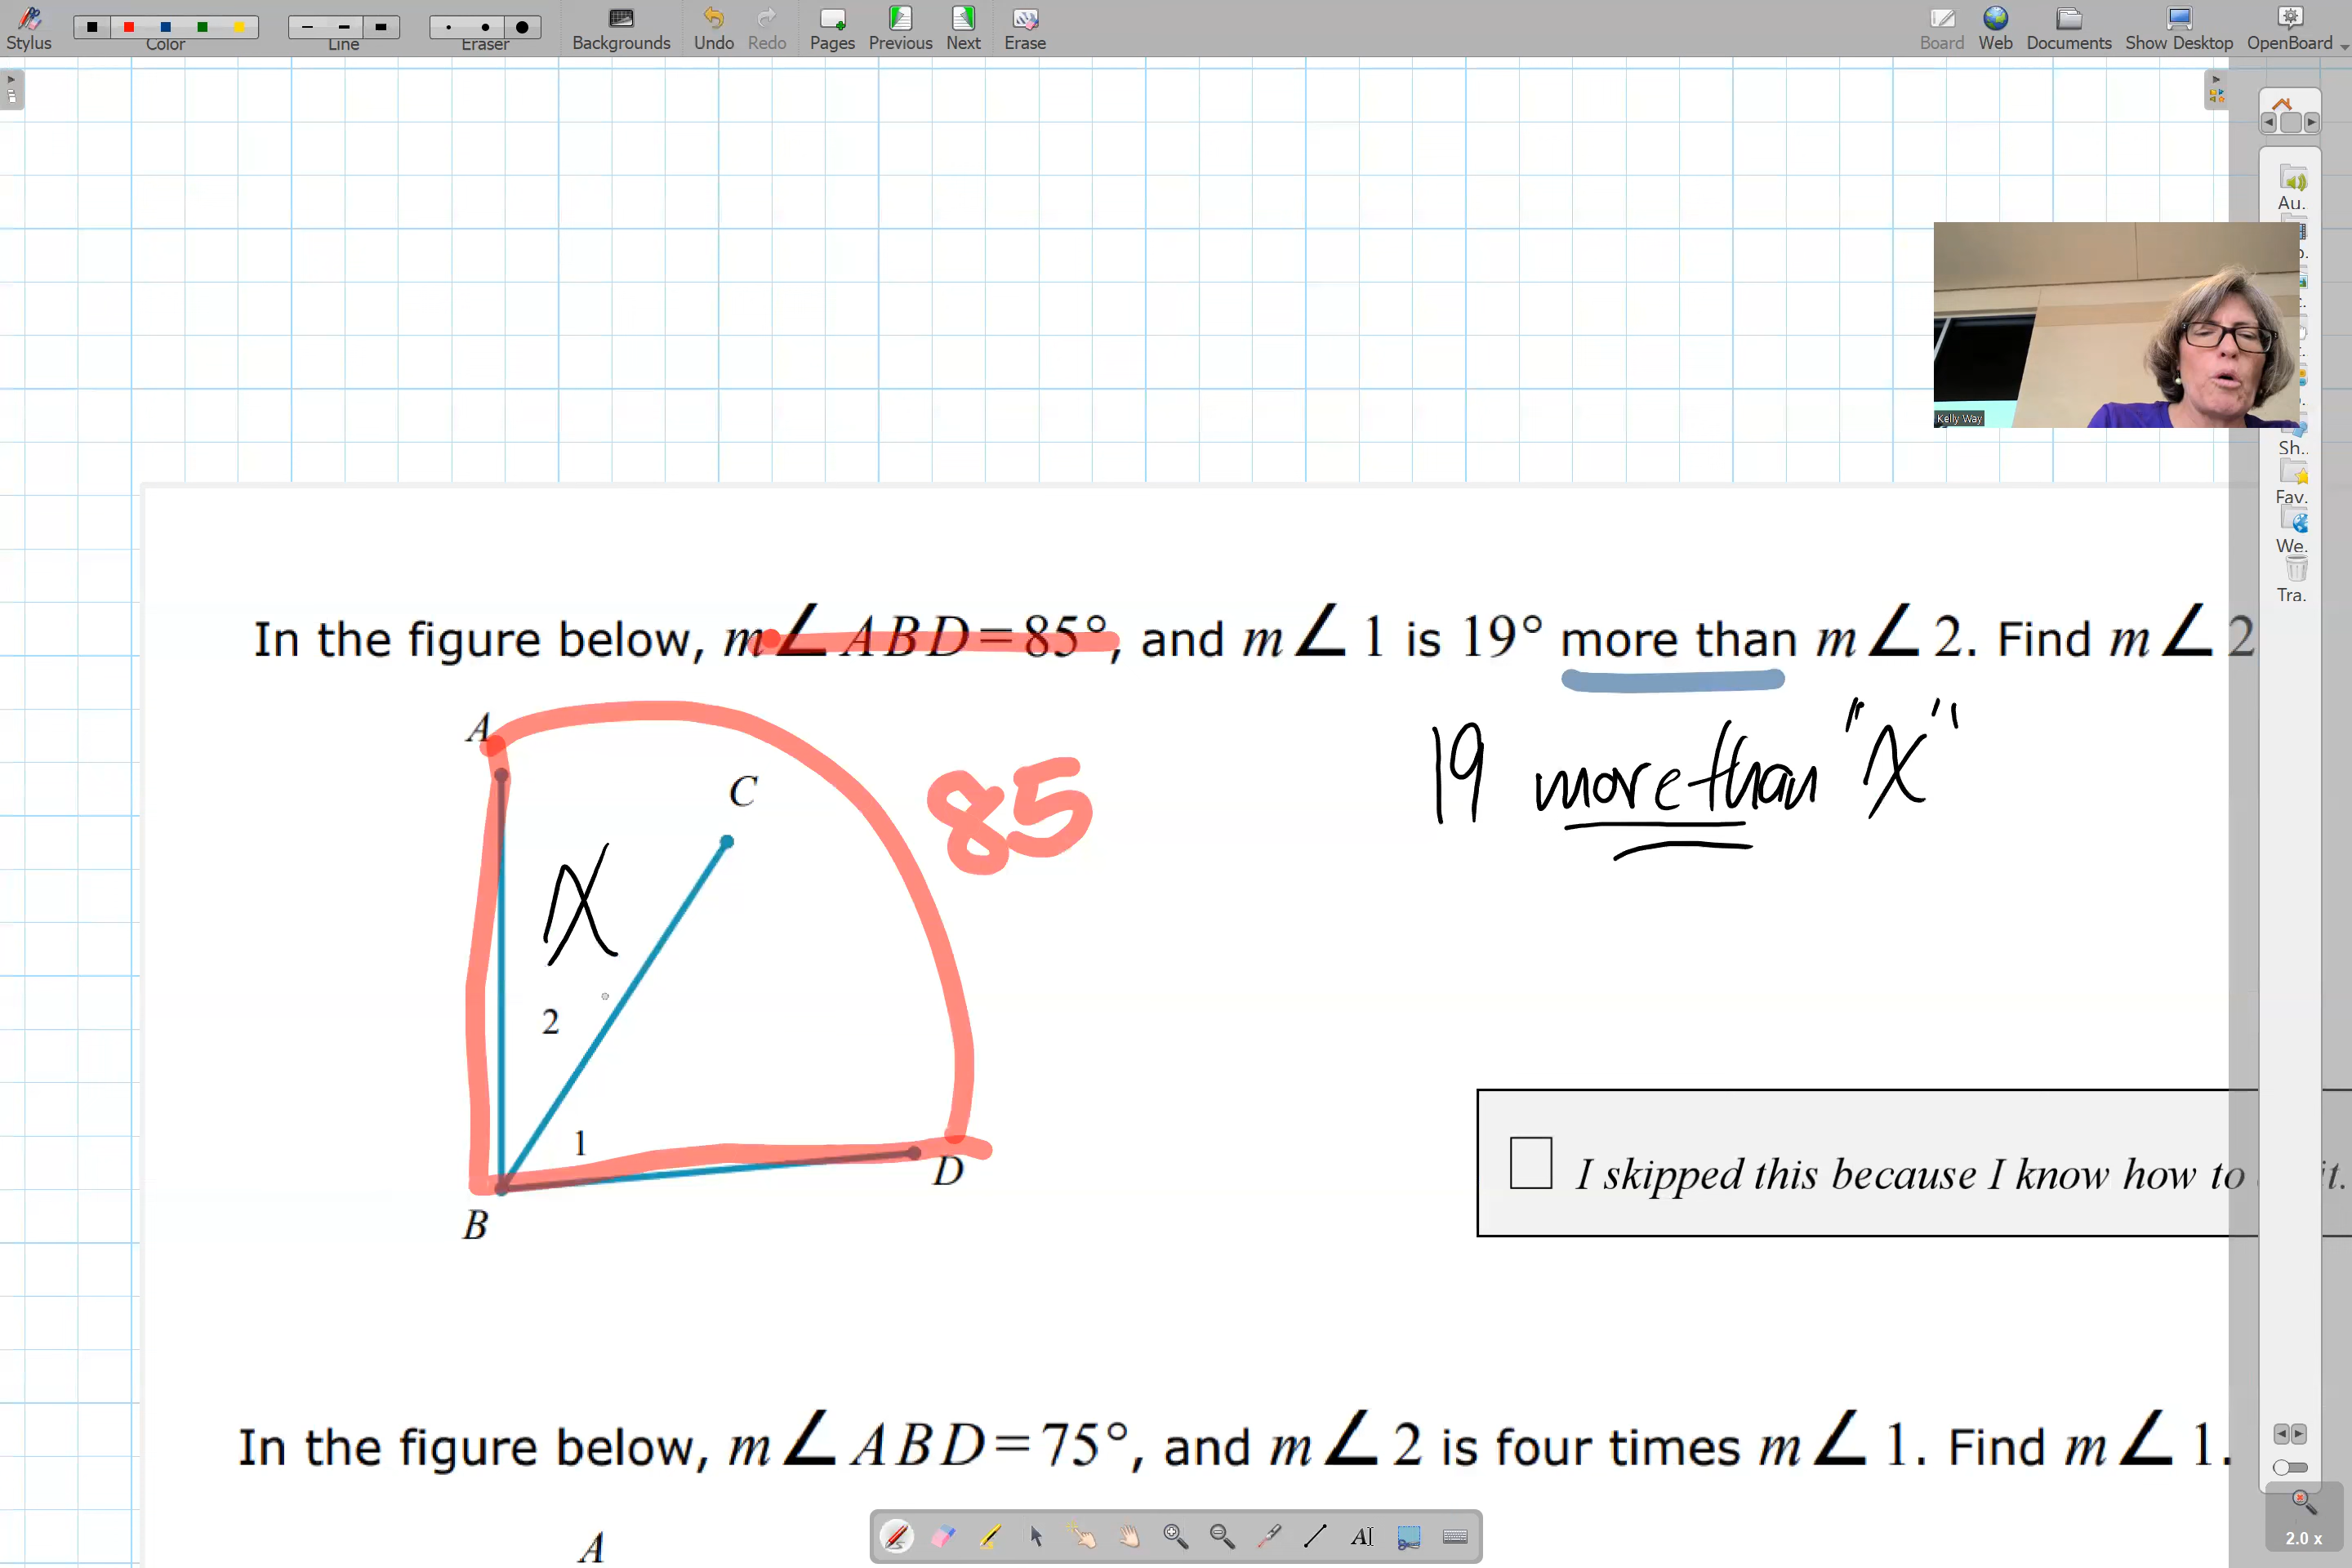 Stylus Color Line Eraser Backgrounds Undo Redo Pages Previous Next Erase Board Web Documents Show Desktop OpenBoard
Au.
Kelly Way
Sh..
Fav.
We.
Tra.
In the figure below, m∠ABD=85°, and m∠1 is 19° more than m∠2. Find m∠2
A
C
85
19 more than "X"
X
2
1
D
B
I skipped this because I know how to it.
In the figure below, m∠ABD=75°, and m∠2 is four times m∠1. Find m∠1.
A
2.0 x